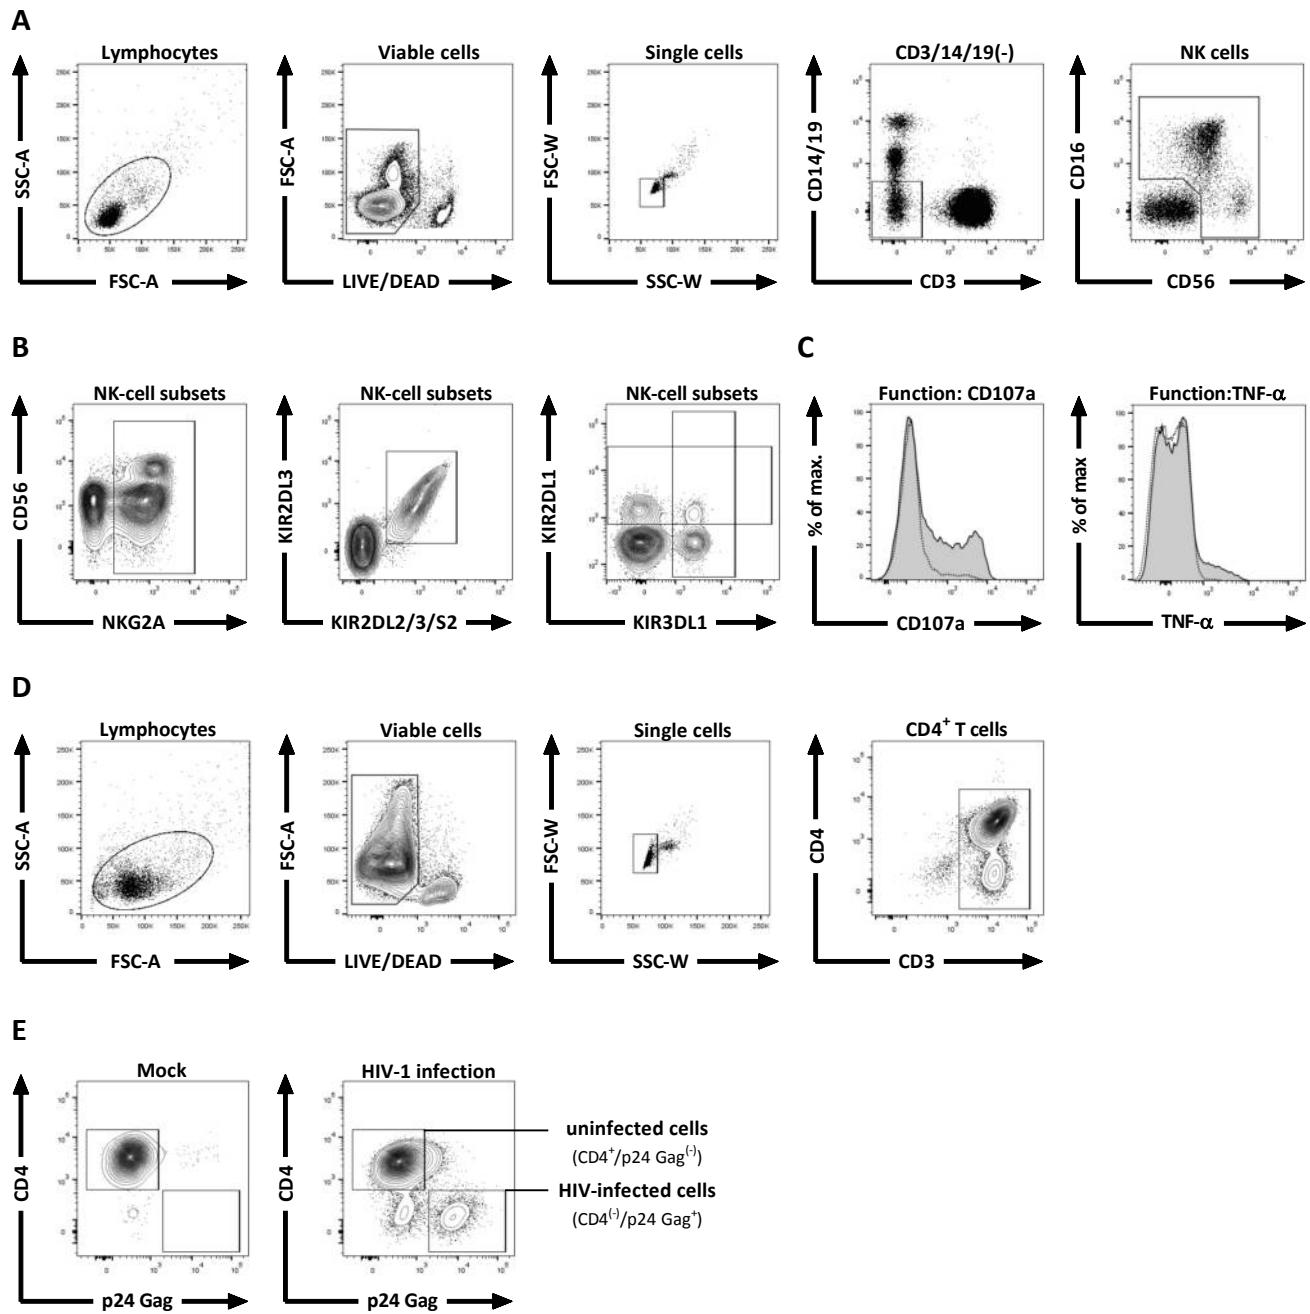 A
Lymphocytes
SSC-A
FSC-A
Viable cells
FSC-A
LIVE/DEAD
Single cells
FSC-W
SSC-W
CD3/14/19(-)
CD14/19
CD3
NK cells
CD16
CD56
B
NK-cell subsets
CD56
NKG2A
NK-cell subsets
KIR2DL3
KIR2DL2/3/S2
NK-cell subsets
KIR2DL1
KIR3DL1
C
Function: CD107a
% of max.
CD107a
Function:TNF-α
% of max
TNF-α
D
Lymphocytes
SSC-A
FSC-A
Viable cells
FSC-A
LIVE/DEAD
Single cells
FSC-W
SSC-W
CD4+ T cells
CD4
CD3
E
Mock
CD4
p24 Gag
HIV-1 infection
CD4
p24 Gag
uninfected cells
(CD4+/p24 Gag(-))
HIV-infected cells
(CD4(-)/p24 Gag+)